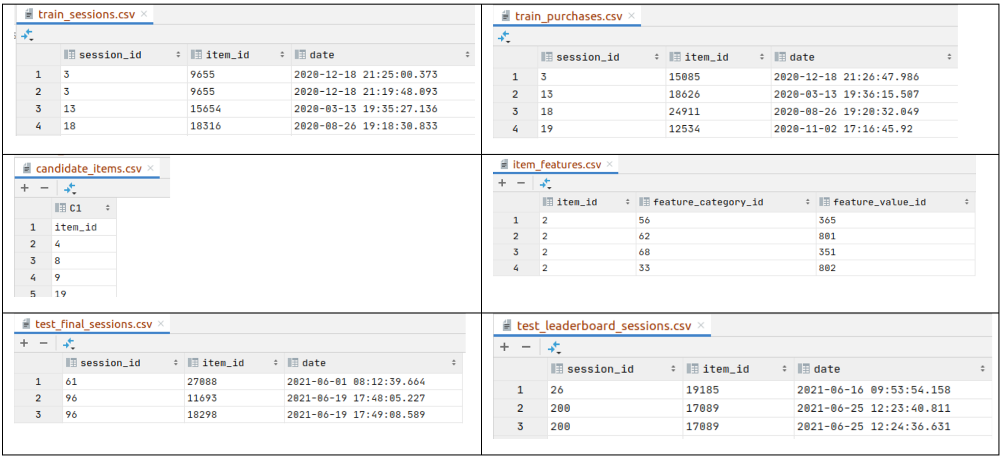 train_sessions.csv
session_id item_id date
1 3 9655 2020-12-18 21:25:00.373
2 3 9655 2020-12-18 21:19:48.093
3 13 15654 2020-03-13 19:35:27.136
4 18 18316 2020-08-26 19:18:30.833
train_purchases.csv
session_id item_id date
1 3 15085 2020-12-18 21:26:47.986
2 13 18626 2020-03-13 19:36:15.507
3 18 24911 2020-08-26 19:20:32.049
4 19 12534 2020-11-02 17:16:45.92
candidate_items.csv
C1
1 item_id
2 4
3 8
4 9
5 19
item_features.csv
item_id feature_category_id feature_value_id
1 2 56 365
2 2 62 801
3 2 68 351
4 2 33 802
test_final_sessions.csv
session_id item_id date
1 61 27088 2021-06-01 08:12:39.664
2 96 11693 2021-06-19 17:48:05.227
3 96 18298 2021-06-19 17:49:08.589
test_leaderboard_sessions.csv
session_id item_id date
1 26 19185 2021-06-16 09:53:54.158
2 200 17089 2021-06-25 12:23:40.811
3 200 17089 2021-06-25 12:24:36.631